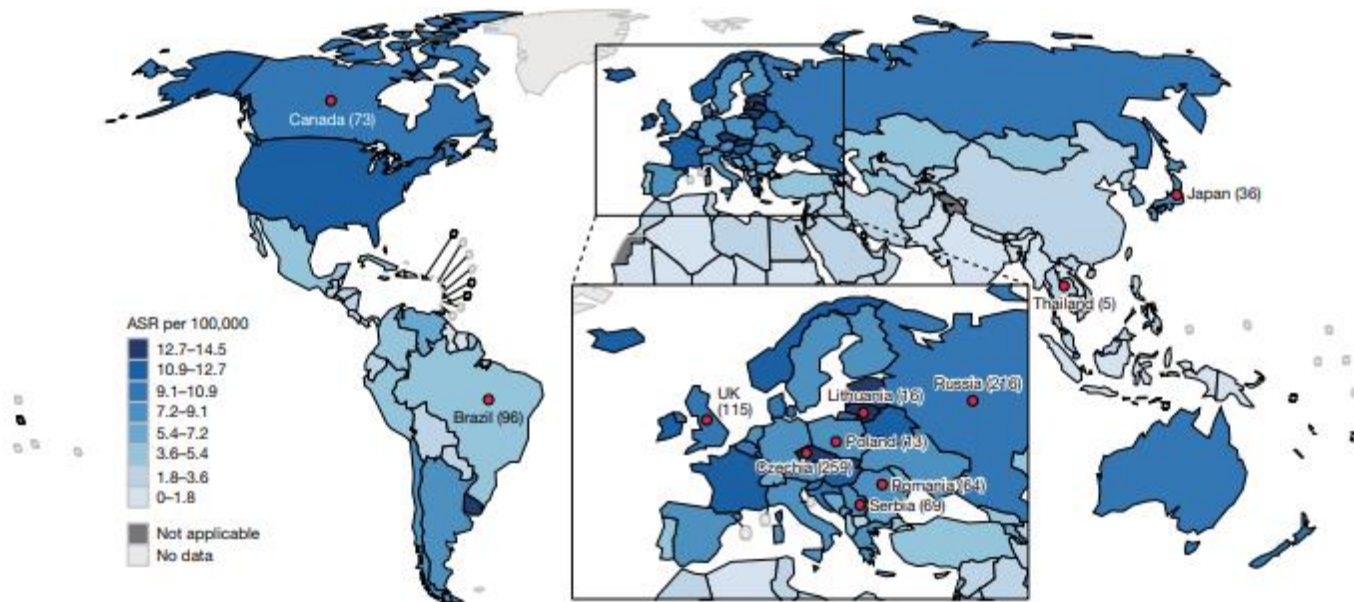 Canada (73)
Japan (36)
Thailand (5)
ASR per 100,000
12.7–14.5
10.9–12.7
9.1–10.9
7.2–9.1
5.4–7.2
3.6–5.4
1.8–3.6
0–1.8
Not applicable
No data
Brazil (96)
UK
(115)
Lithuania (16)
Russia (216)
Poland (13)
Czechia (259)
Romania (64)
Serbia (69)